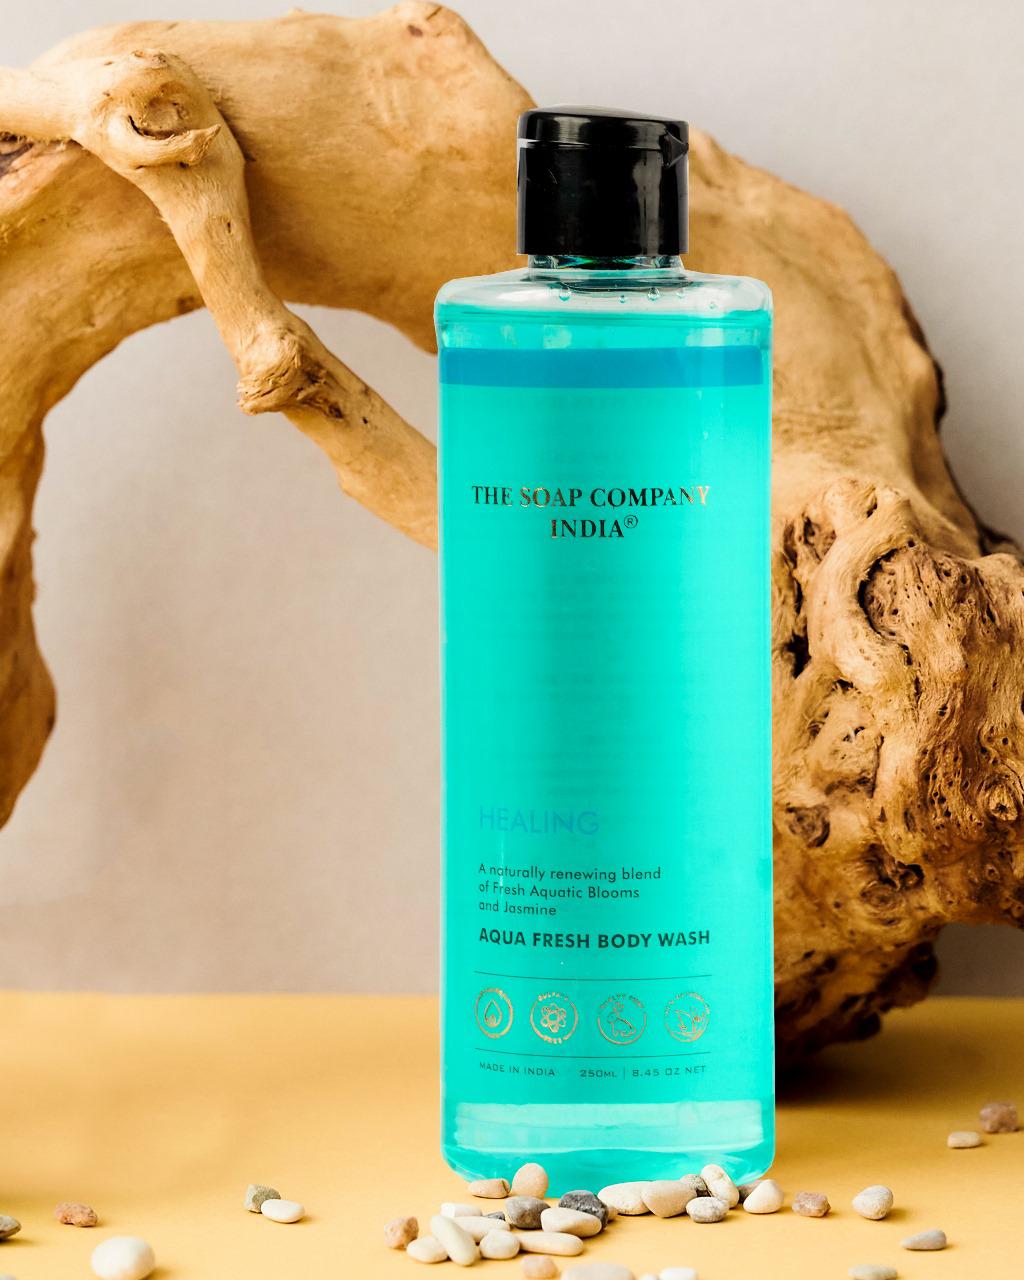 THE SOAP COMPANY
INDIA®
HEALING
A naturally renewing blend
of Fresh Aquatic Blooms
and Jasmine
AQUA FRESH BODY WASH
MADE IN INDIA 250ML | 8.45 OZ NET